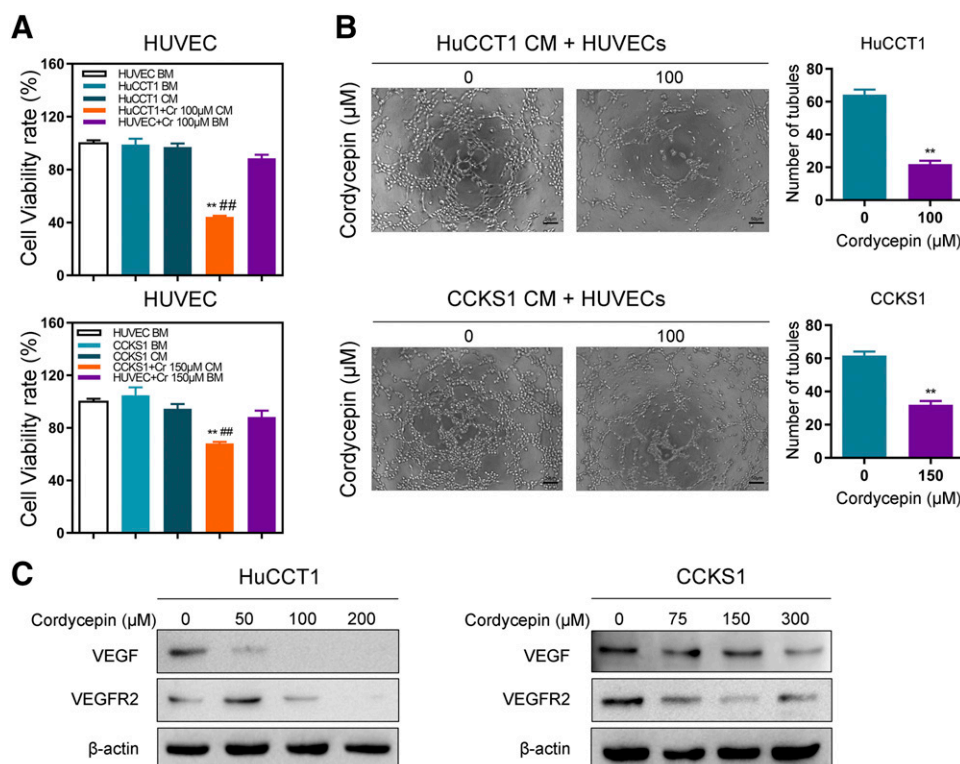 A
HUVEC
Cell Viability rate (%)
160
120
80
40
0
HUVEC BM
HuCCT1 BM
HuCCT1 CM
HuCCT1+Cr 100μM CM
HUVEC+Cr 100μM BM
** ##
HUVEC
Cell Viability rate (%)
160
120
80
40
0
HUVEC BM
CCKS1 BM
CCKS1 CM
CCKS1+Cr 150μM CM
HUVEC+Cr 150μM BM
** ##
B
HuCCT1 CM + HUVECs
0 100
Cordycepin (μM)
HuCCT1
Number of tubules
80
60
40
20
0
**
0 100
Cordycepin (μM)
CCKS1 CM + HUVECs
0 100
Cordycepin (μM)
CCKS1
Number of tubules
80
60
40
20
0
**
0 150
Cordycepin (μM)
C
HuCCT1
Cordycepin (μM) 0 50 100 200
VEGF
VEGFR2
β-actin
CCKS1
Cordycepin (μM) 0 75 150 300
VEGF
VEGFR2
β-actin